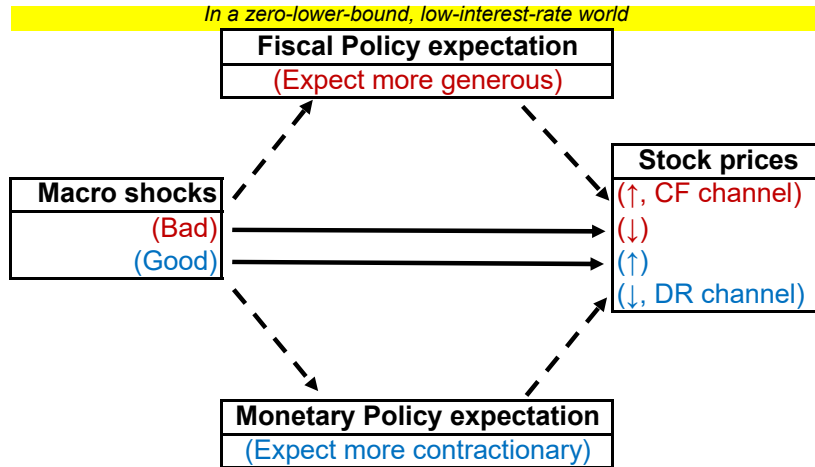 In a zero-lower-bound, low-interest-rate world
Fiscal Policy expectation
(Expect more generous)
Macro shocks
(Bad)
(Good)
Stock prices
(↑, CF channel)
(↓)
(↑)
(↓, DR channel)
Monetary Policy expectation
(Expect more contractionary)